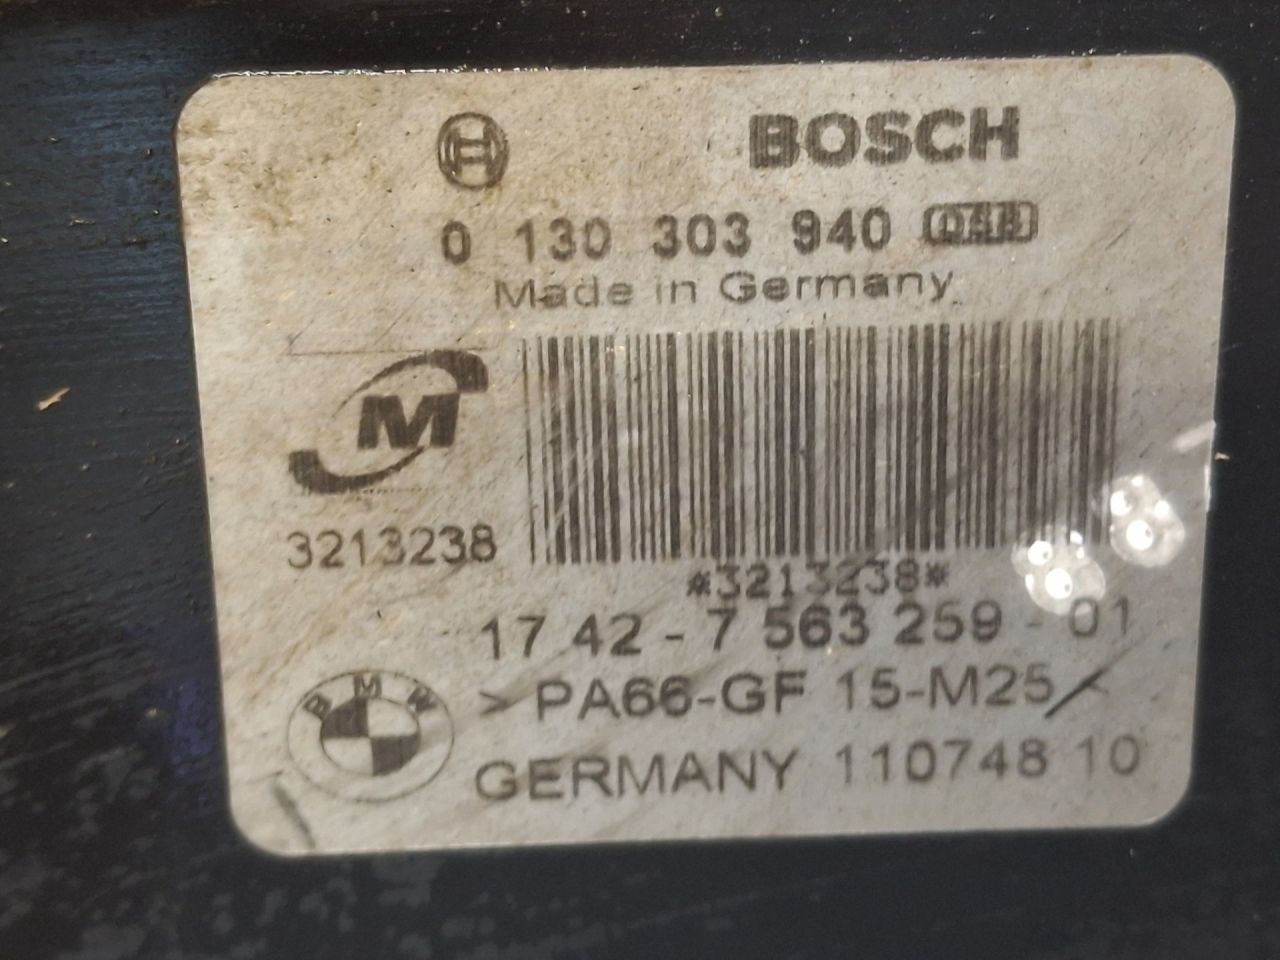 BOSCH
0 130 303 940
Made in Germany
M
3213238
*3213238*
17 42 - 7 563 259 - 01
BMW
> PA66-GF 15-M25 <
GERMANY 110748 10